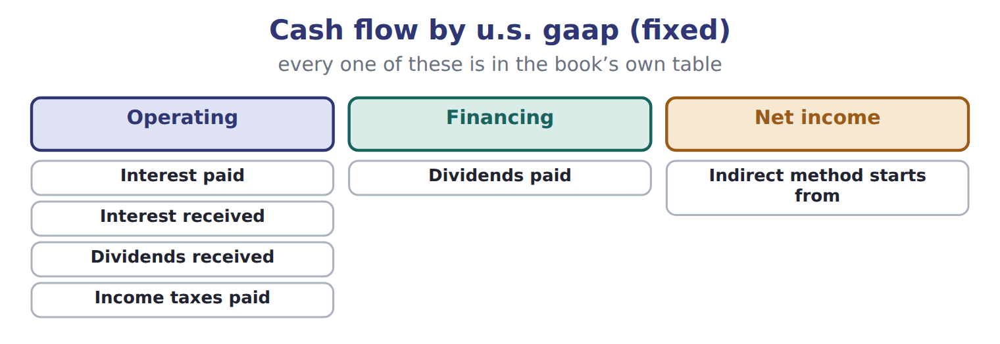 Cash flow by u.s. gaap (fixed)
every one of these is in the book’s own table
Operating
Financing
Net income
Interest paid
Interest received
Dividends received
Income taxes paid
Dividends paid
Indirect method starts
from